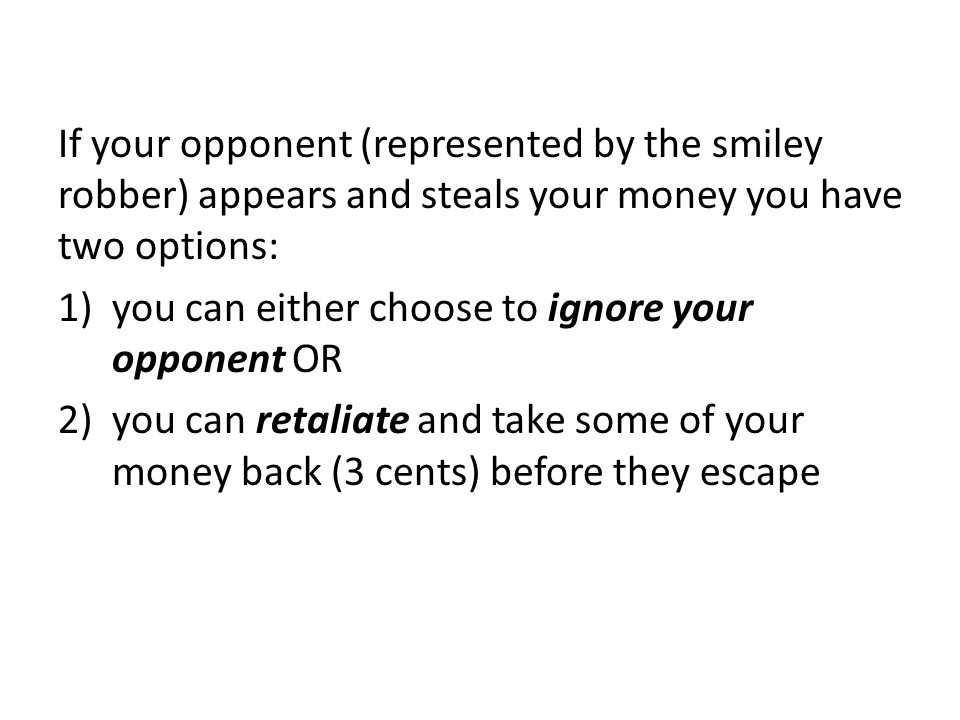 If your opponent (represented by the smiley
robber) appears and steals your money you have
two options:
1) you can either choose to ignore your
opponent OR
2) you can retaliate and take some of your
money back (3 cents) before they escape